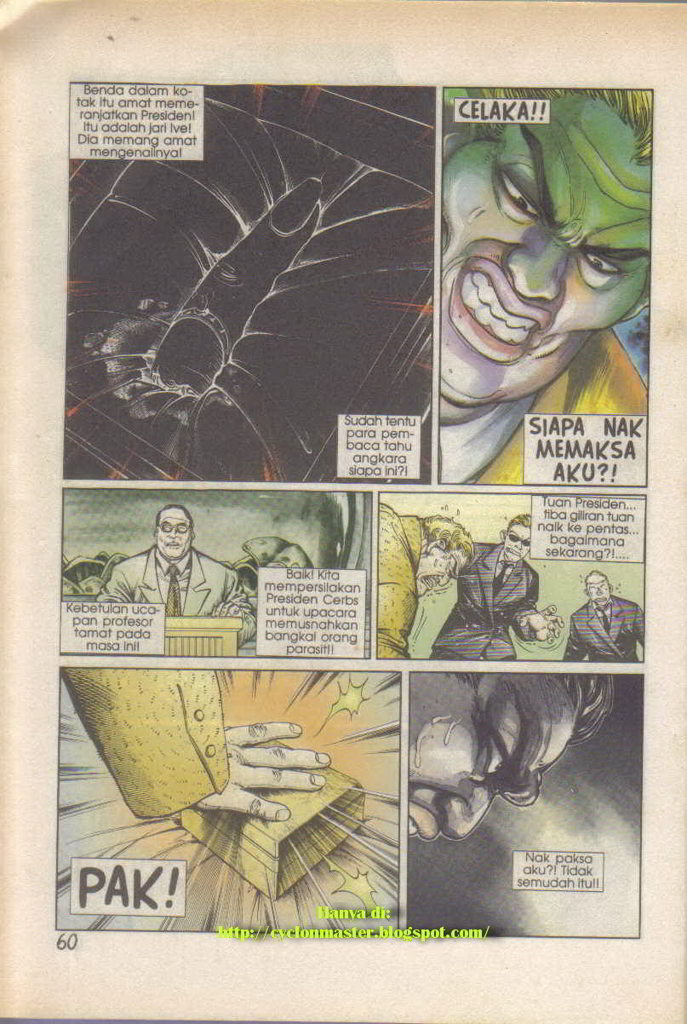 Benda dalam ko-
tak itu amat meme-
ranjatkan Presiden!
Itu adalah jari Ive!
Dia memang amat
mengenalinya!
Sudah tentu
para pem-
baca tahu
angkara
siapa ini?!
CELAKA!!
SIAPA NAK
MEMAKSA
AKU?!
Kebetulan uca-
pan profesor
tamat pada
masa ini!
Baik! Kita
mempersilakan
Presiden Cerbs
untuk upacara
memusnahkan
bangkai orang
parasit!!
Tuan Presiden...
tiba giliran tuan
naik ke pentas...
bagaimana
sekarang?!....
PAK!
Nak paksa
aku?! Tidak
semudah itu!!
Hanya di:
http://cyclonmaster.blogspot.com/
60